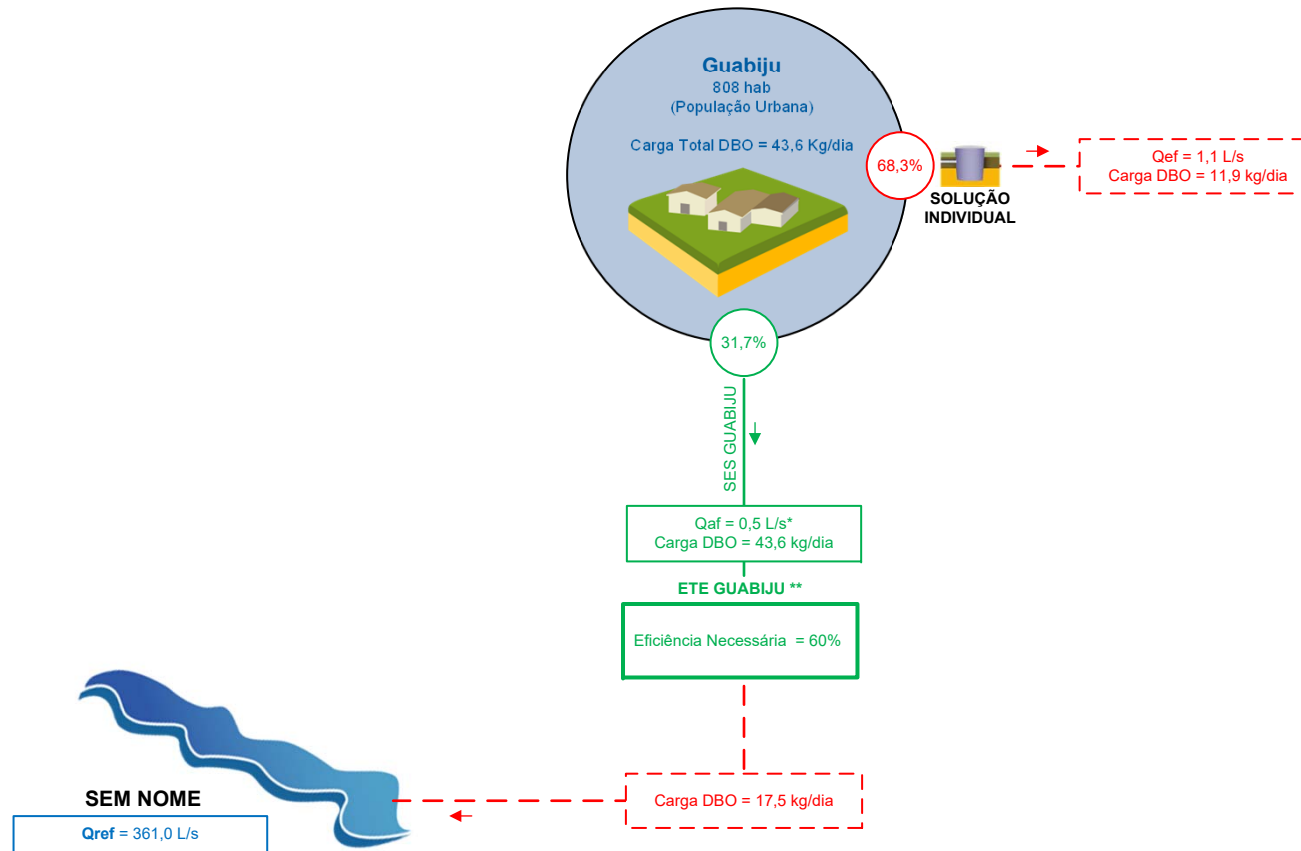 Guabiju
808 hab
(População Urbana)
Carga Total DBO = 43,6 Kg/dia
68,3%
SOLUÇÃO
INDIVIDUAL
Qef = 1,1 L/s
Carga DBO = 11,9 kg/dia
31,7%
SES GUABIJU
Qaf = 0,5 L/s*
Carga DBO = 43,6 kg/dia
ETE GUABIJU **
Eficiência Necessária = 60%
Carga DBO = 17,5 kg/dia
SEM NOME
Qref = 361,0 L/s